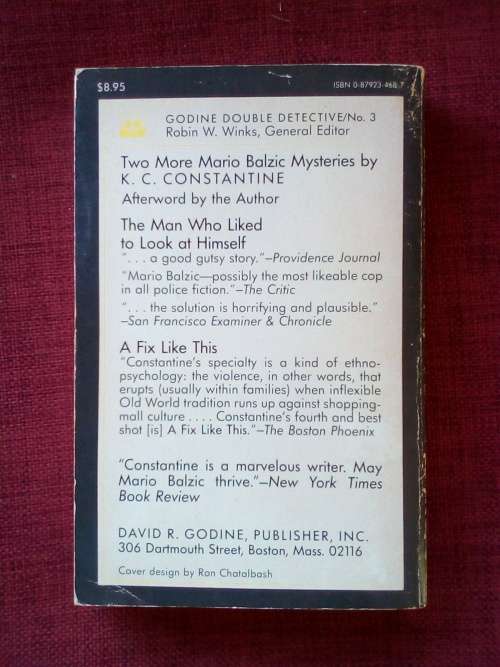 $8.95
ISBN 0-87923-468-7
GODINE DOUBLE DETECTIVE/No. 3
Robin W. Winks, General Editor
Two More Mario Balzic Mysteries by
K. C. CONSTANTINE
Afterword by the Author
The Man Who Liked
to Look at Himself
". . . a good gutsy story."—Providence Journal
"Mario Balzic—possibly the most likeable cop
in all police fiction."—The Critic
". . . the solution is horrifying and plausible."
—San Francisco Examiner & Chronicle
A Fix Like This
"Constantine's specialty is a kind of ethno-
psychology: the violence, in other words, that
erupts (usually within families) when inflexible
Old World tradition runs up against shopping-
mall culture . . . . Constantine's fourth and best
shot [is] A Fix Like This."—The Boston Phoenix
"Constantine is a marvelous writer. May
Mario Balzic thrive."—New York Times
Book Review
DAVID R. GODINE, PUBLISHER, INC.
306 Dartmouth Street, Boston, Mass. 02116
Cover design by Ron Chatalbash